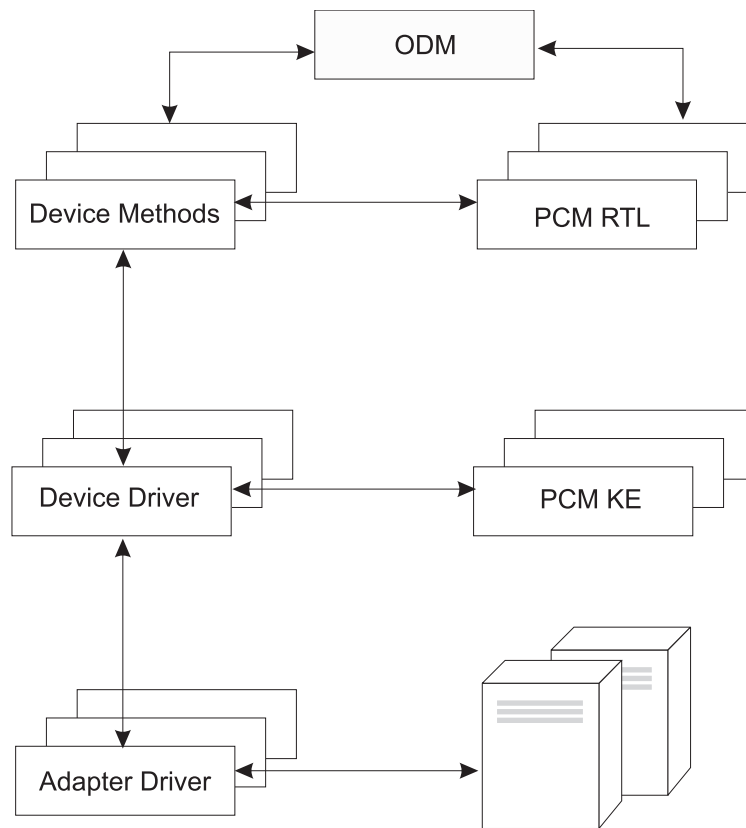 ODM
Device Methods
PCM RTL
Device Driver
PCM KE
Adapter Driver